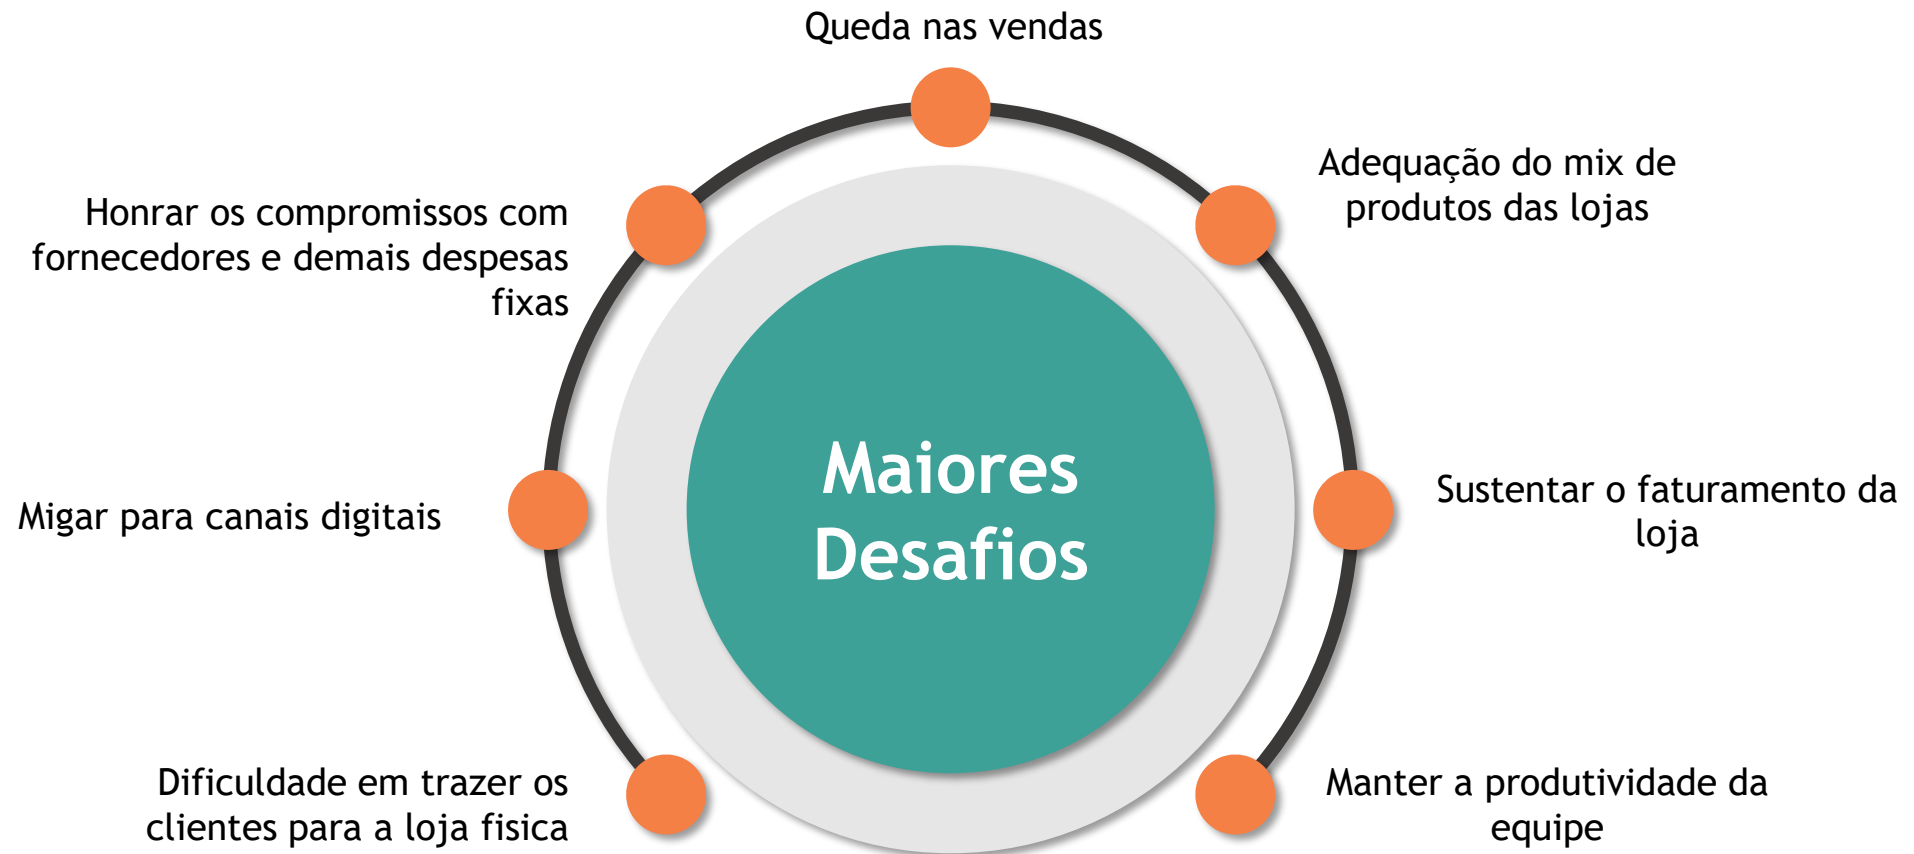 Queda nas vendas
Adequação do mix de
produtos das lojas
Honrar os compromissos com
fornecedores e demais despesas
fixas
Maiores
Desafios
Migar para canais digitais
Sustentar o faturamento da
loja
Dificuldade em trazer os
clientes para a loja fisica
Manter a produtividade da
equipe